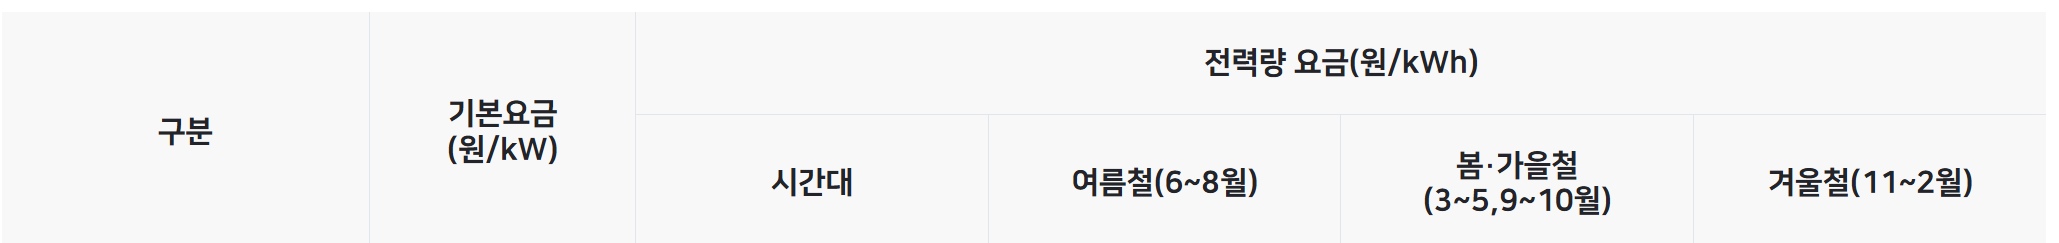 구분
기본요금
(원/kW)
전력량 요금(원/kWh)
시간대
여름철(6~8월)
봄·가을철
(3~5,9~10월)
겨울철(11~2월)